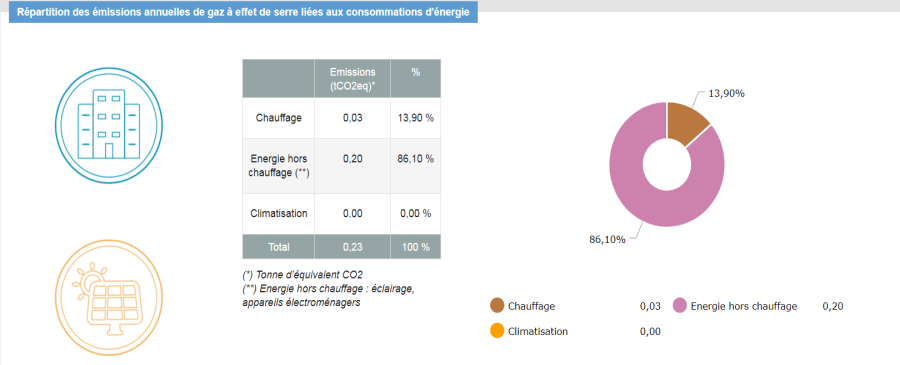 Répartition des émissions annuelles de gaz à effet de serre liées aux consommations d'énergie
Emissions
(tCO2eq)*
%
Chauffage
0,03
13,90 %
Energie hors
chauffage (**)
0,20
86,10 %
Climatisation
0,00
0,00 %
Total
0,23
100 %
(*) Tonne d'équivalent CO2
(**) Energie hors chauffage : éclairage,
appareils électroménagers
13,90%
86,10%
Chauffage 0,03
Energie hors chauffage 0,20
Climatisation 0,00